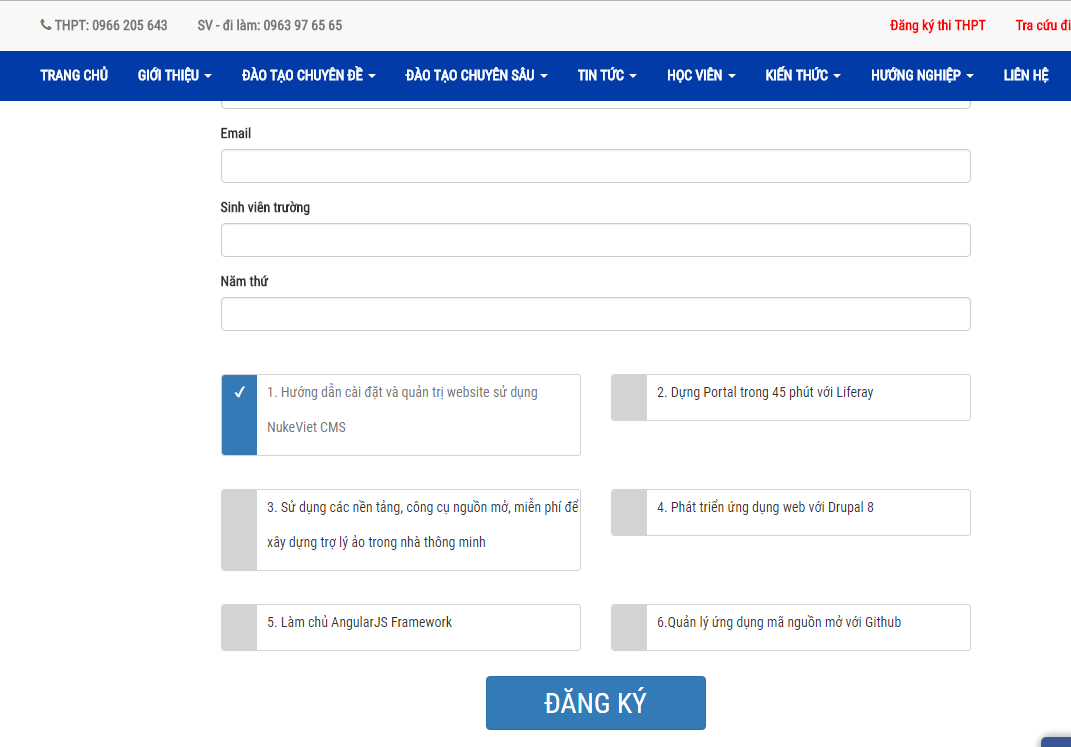 THPT: 0966 205 643 SV - đi làm: 0963 97 65 65 Đăng ký thi THPT Tra cứu đi
TRANG CHỦ GIỚI THIỆU ĐÀO TẠO CHUYÊN ĐỀ ĐÀO TẠO CHUYÊN SÂU TIN TỨC HỌC VIÊN KIẾN THỨC HƯỚNG NGHIỆP LIÊN HỆ
Email
Sinh viên trường
Năm thứ
1. Hướng dẫn cài đặt và quản trị website sử dụng
NukeViet CMS
2. Dựng Portal trong 45 phút với Liferay
3. Sử dụng các nền tảng, công cụ nguồn mở, miễn phí để
xây dựng trợ lý ảo trong nhà thông minh
4. Phát triển ứng dụng web với Drupal 8
5. Làm chủ AngularJS Framework
6.Quản lý ứng dụng mã nguồn mở với Github
ĐĂNG KÝ